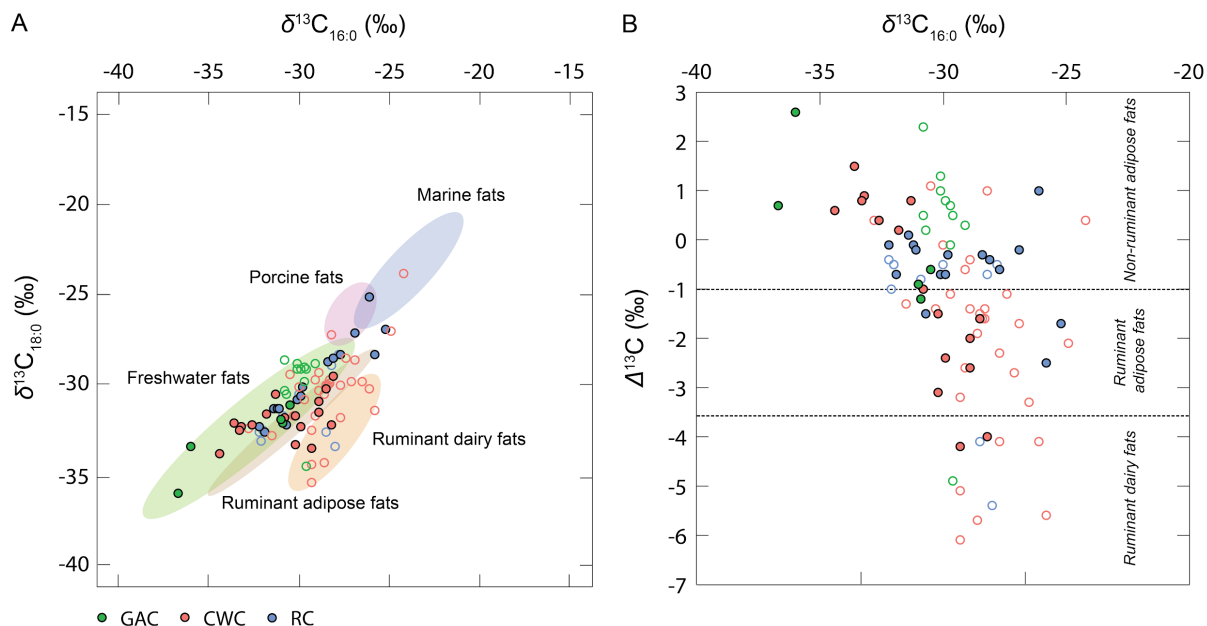 A
δ¹³C₁₆:₀ (‰)
-40 -35 -30 -25 -20 -15
δ¹³C₁₈:₀ (‰)
-15
-20
-25
-30
-35
-40
Marine fats
Porcine fats
Freshwater fats
Ruminant dairy fats
Ruminant adipose fats
GAC CWC RC
B
δ¹³C₁₆:₀ (‰)
-40 -35 -30 -25 -20
Δ¹³C (‰)
3
2
1
0
-1
-2
-3
-4
-5
-6
-7
Non-ruminant adipose fats
Ruminant
adipose fats
Ruminant dairy fats